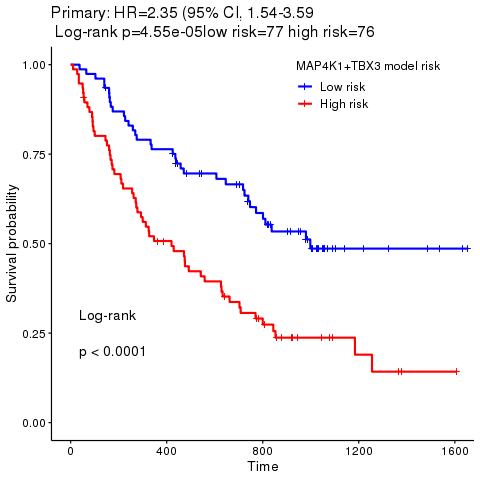 Primary: HR=2.35 (95% CI, 1.54-3.59
Log-rank p=4.55e-05low risk=77 high risk=76
MAP4K1+TBX3 model risk
Low risk
High risk
Survival probability
1.00
0.75
0.50
0.25
0.00
Log-rank
p < 0.0001
0 400 800 1200 1600
Time